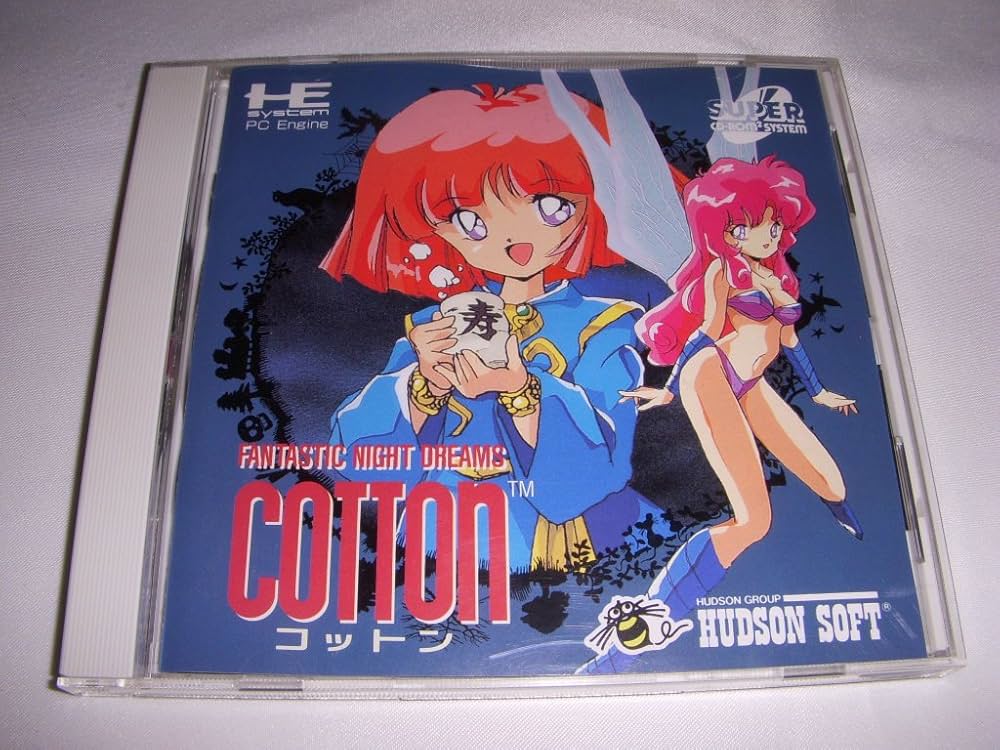 HE
system
PC Engine
SUPER
CD-ROM² SYSTEM
寿
FANTASTIC NIGHT DREAMS
COTTON™
コットン
HUDSON GROUP
HUDSON SOFT®